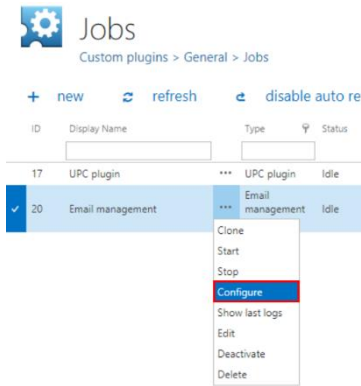 Jobs
Custom plugins > General > Jobs
+ new refresh disable auto re
ID Display Name Type Status
17 UPC plugin ... UPC plugin Idle
20 Email management ... Email management Idle
Clone
Start
Stop
Configure
Show last logs
Edit
Deactivate
Delete